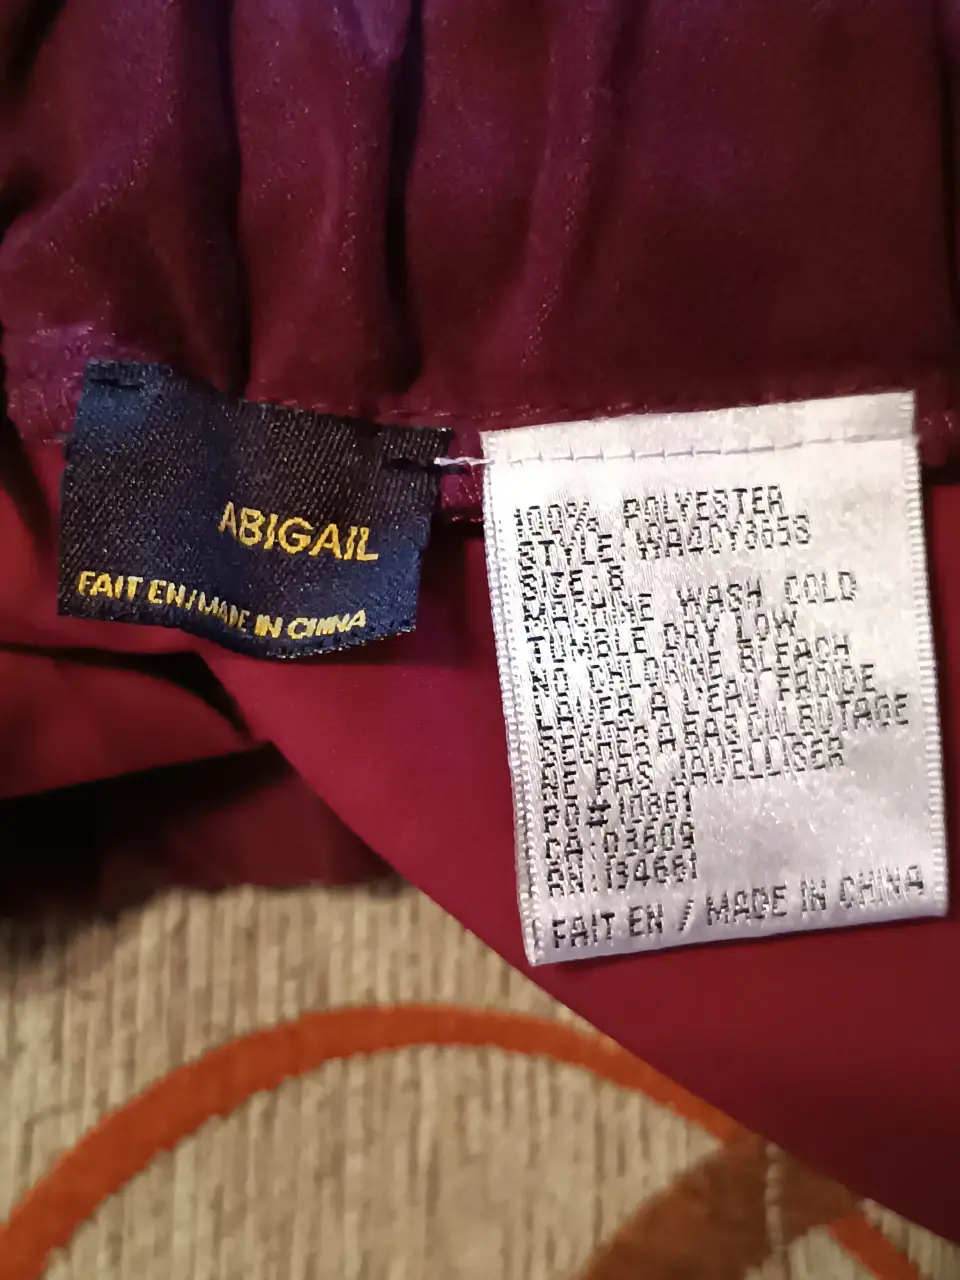 ABIGAIL
FAIT EN/MADE IN CHINA
100% POLYESTER
STYLE: WA4CY8658
SIZE:8
MACHINE WASH COLD
TUMBLE DRY LOW
NO CHLORINE BLEACH
LAVER A L'EAU FROIDE
SECHER A BAS CULBUTAGE
NE PAS JAVELLISER
PO#10861
CA:03609
RN:134661
FAIT EN / MADE IN CHINA